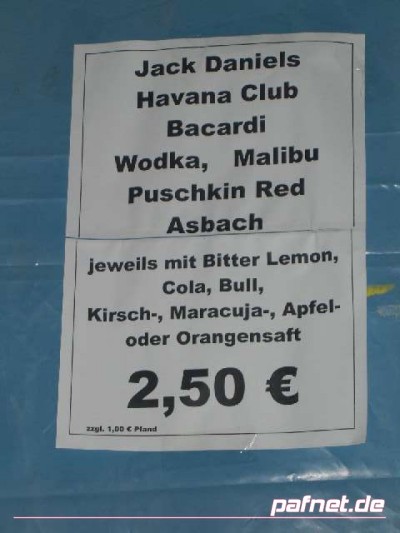 Jack Daniels
Havana Club
Bacardi
Wodka, Malibu
Puschkin Red
Asbach
jeweils mit Bitter Lemon,
Cola, Bull,
Kirsch-, Maracuja-, Apfel-
oder Orangensaft
2,50 €
zzgl. 1,00 € Pfand
pafnet.de